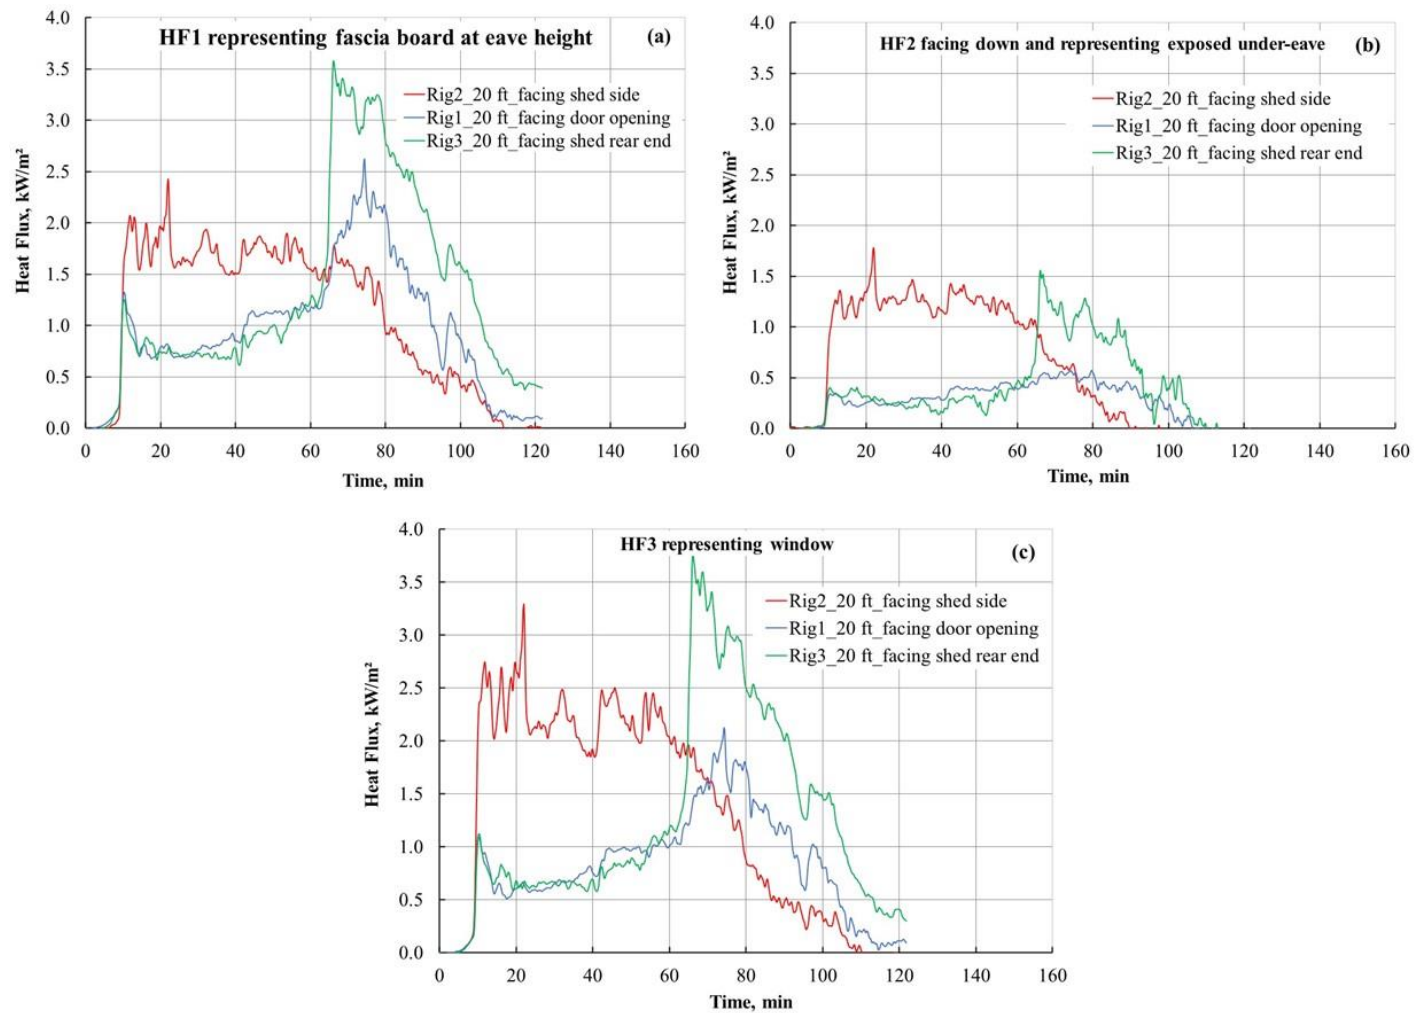 HF1 representing fascia board at eave height (a)
Rig2_20 ft_facing shed side
Rig1_20 ft_facing door opening
Rig3_20 ft_facing shed rear end
Heat Flux, kW/m²
4.0
3.5
3.0
2.5
2.0
1.5
1.0
0.5
0.0
0 20 40 60 80 100 120 140 160
Time, min
HF2 facing down and representing exposed under-eave (b)
Rig2_20 ft_facing shed side
Rig1_20 ft_facing door opening
Rig3_20 ft_facing shed rear end
Heat Flux, kW/m²
4.0
3.5
3.0
2.5
2.0
1.5
1.0
0.5
0.0
0 20 40 60 80 100 120 140 160
Time, min
HF3 representing window (c)
Rig2_20 ft_facing shed side
Rig1_20 ft_facing door opening
Rig3_20 ft_facing shed rear end
Heat Flux, kW/m²
4.0
3.5
3.0
2.5
2.0
1.5
1.0
0.5
0.0
0 20 40 60 80 100 120 140 160
Time, min